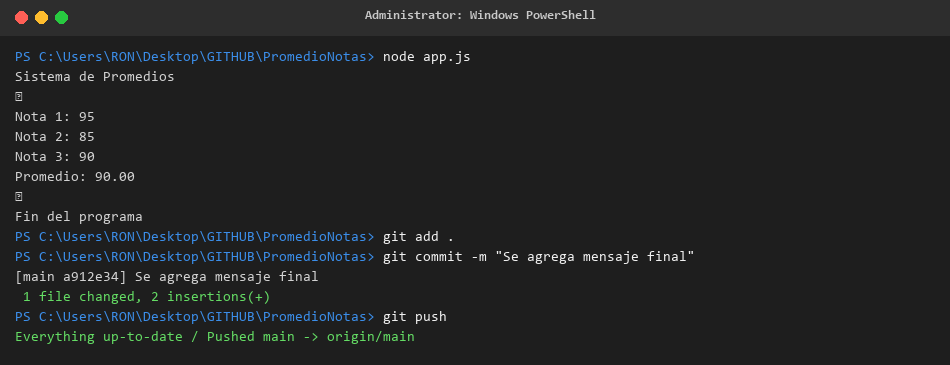 Administrator: Windows PowerShell
PS C:\Users\RON\Desktop\GITHUB\PromedioNotas> node app.js
Sistema de Promedios
Nota 1: 95
Nota 2: 85
Nota 3: 90
Promedio: 90.00
Fin del programa
PS C:\Users\RON\Desktop\GITHUB\PromedioNotas> git add .
PS C:\Users\RON\Desktop\GITHUB\PromedioNotas> git commit -m "Se agrega mensaje final"
[main a912e34] Se agrega mensaje final
 1 file changed, 2 insertions(+)
PS C:\Users\RON\Desktop\GITHUB\PromedioNotas> git push
Everything up-to-date / Pushed main -> origin/main